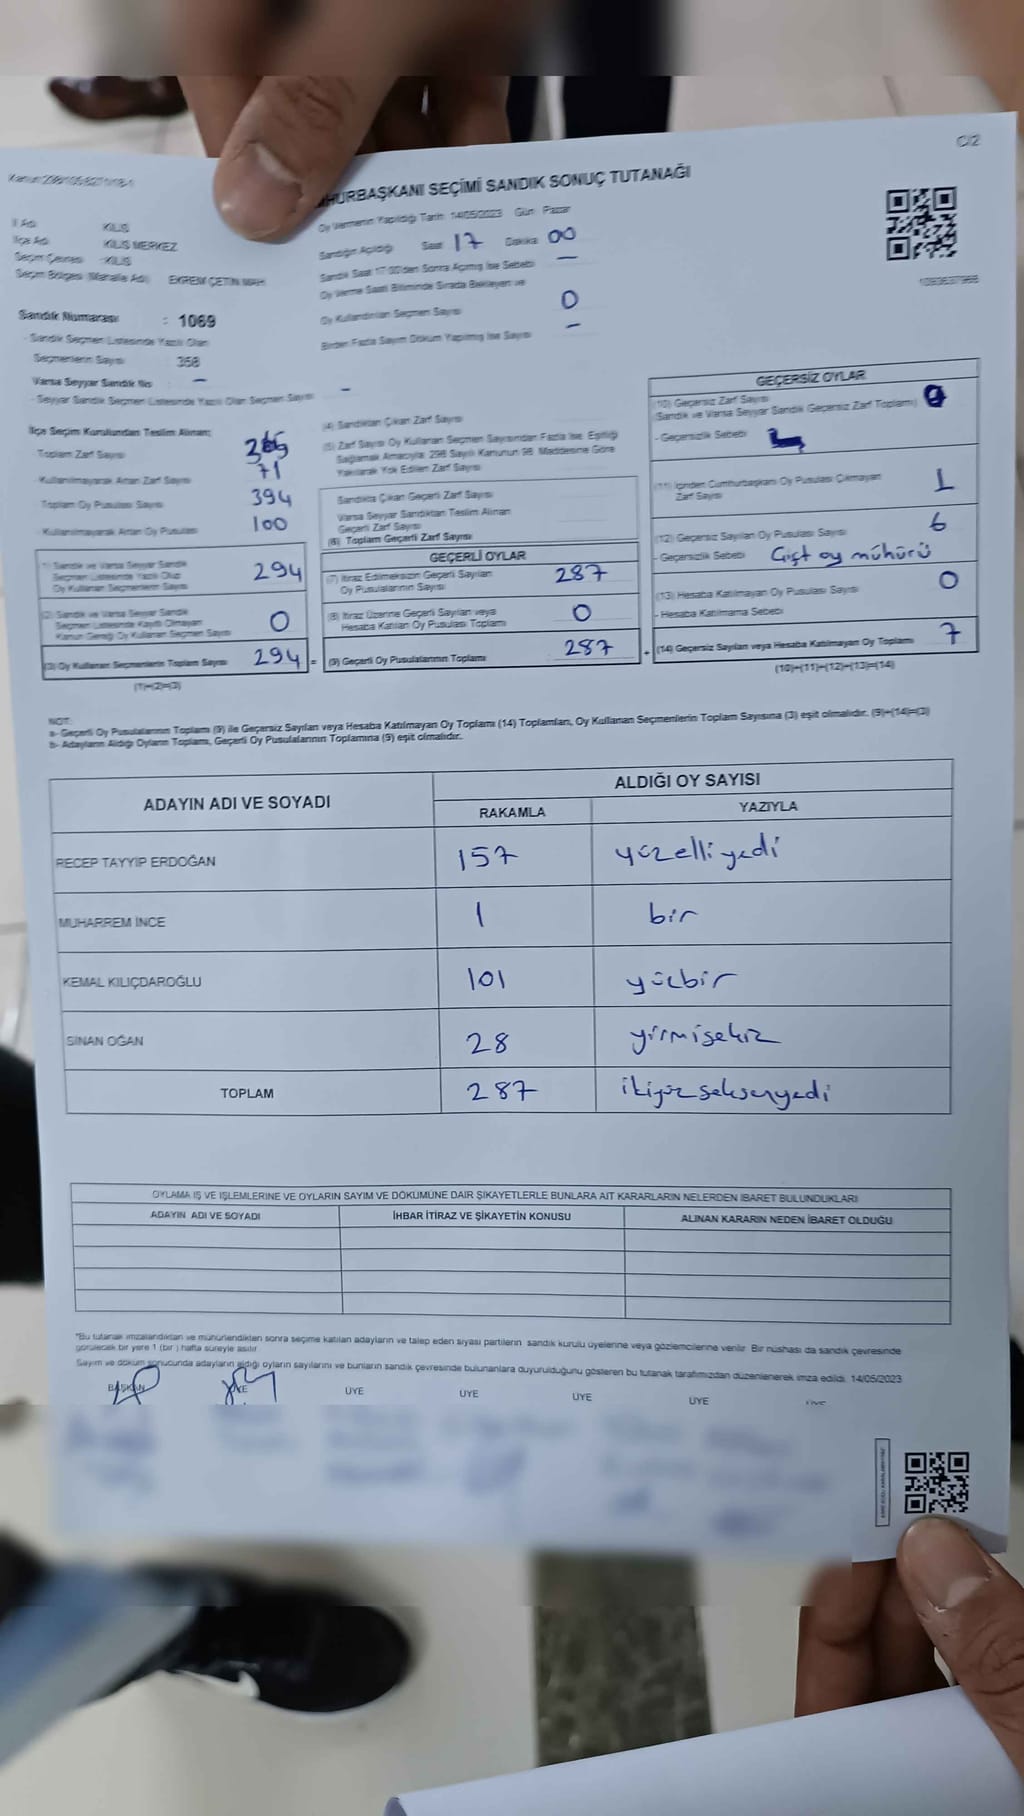 C/2
HURBAŞKANI SEÇİMİ SANDIK SONUÇ TUTANAĞI
İl Adı KİLİS
İlçe Adı KİLİS MERKEZ
Seçim Çevresi KİLİS
Seçim Bölgesi (Mahalle Adı) EKREM ÇETİN MAH
Sandık Numarası : 1069
- Sandık Seçmen Listesinde Yazılı Olan
Seçmenlerin Sayısı 358
Varsa Seyyar Sandık No –
- Seyyar Sandık Seçmen Listesinde Yazılı Olan Seçmen Sayısı –
Oy Vermenin Yapıldığı Tarih 14/05/2023 Gün Pazar
Sandığın Açıldığı Saat 17 Dakika 00
Sandık Saat 17:00'den Sonra Açılmış İse Sebebi –
Oy Verme Saati Bitiminde Sırada Bekleyen ve
Oy Kullandırılan Seçmen Sayısı 0
Birden Fazla Sayım Döküm Yapılmış İse Sayısı –
İlçe Seçim Kurulundan Teslim Alınan;
Toplam Zarf Sayısı 365
- Kullanılmayarak Artan Zarf Sayısı 71
Toplam Oy Pusulası Sayısı 394
- Kullanılmayarak Artan Oy Pusulası 100
(1) Sandık ve Varsa Seyyar Sandık
Seçmen Listesinde Yazılı Olup
Oy Kullanan Seçmenlerin Sayısı 294
(2) Sandık ve Varsa Seyyar Sandık
Seçmen Listesinde Kayıtlı Olmayan
Kanun Gereği Oy Kullanan Seçmen Sayısı 0
(3) Oy Kullanan Seçmenlerin Toplam Sayısı 294 =
(1)+(2)=(3)
(4) Sandıktan Çıkan Zarf Sayısı
(5) Zarf Sayısı Oy Kullanan Seçmen Sayısından Fazla İse, Eşitliği
Sağlamak Amacıyla, 298 Sayılı Kanunun 98. Maddesine Göre
Yakılarak Yok Edilen Zarf Sayısı
Sandıkta Çıkan Geçerli Zarf Sayısı
Varsa Seyyar Sandıktan Teslim Alınan
Geçerli Zarf Sayısı
(6) Toplam Geçerli Zarf Sayısı
GEÇERLİ OYLAR
(7) İtiraz Edilmeksizin Geçerli Sayılan
Oy Pusulalarının Sayısı 287
(8) İtiraz Üzerine Geçerli Sayılan veya
Hesaba Katılan Oy Pusulası Toplamı 0
(9) Geçerli Oy Pusulalarının Toplamı 287 +
GEÇERSİZ OYLAR
(10) Geçersiz Zarf Sayısı
(Sandık ve Varsa Seyyar Sandık Geçersiz Zarf Toplamı) 0
- Geçersizlik Sebebi
(11) İçinden Cumhurbaşkanı Oy Pusulası Çıkmayan
Zarf Sayısı 1
(12) Geçersiz Sayılan Oy Pusulası Sayısı 6
- Geçersizlik Sebebi Çift oy mühürü
(13) Hesaba Katılmayan Oy Pusulası Sayısı 0
- Hesaba Katılmama Sebebi
(14) Geçersiz Sayılan veya Hesaba Katılmayan Oy Toplamı 7
(10)+(11)+(12)+(13)=(14)
NOT:
a- Geçerli Oy Pusulalarının Toplamı (9) ile Geçersiz Sayılan veya Hesaba Katılmayan Oy Toplamı (14) Toplamları, Oy Kullanan Seçmenlerin Toplam Sayısına (3) eşit olmalıdır. (9)+(14)=(3)
b- Adayların Aldığı Oyların Toplamı, Geçerli Oy Pusulalarının Toplamına (9) eşit olmalıdır.
ADAYIN ADI VE SOYADI ALDIĞI OY SAYISI
RAKAMLA YAZIYLA
RECEP TAYYİP ERDOĞAN 157 yüzelliyedi
MUHARREM İNCE 1 bir
KEMAL KILIÇDAROĞLU 101 yüzbir
SİNAN OĞAN 28 yirmisekiz
TOPLAM 287 ikiyüzseksenyedi
OYLAMA İŞ VE İŞLEMLERİNE VE OYLARIN SAYIM VE DÖKÜMÜNE DAİR ŞİKAYETLERLE BUNLARA AİT KARARLARIN NELERDEN İBARET BULUNDUKLARI
ADAYIN ADI VE SOYADI İHBAR İTİRAZ VE ŞİKAYETİN KONUSU ALINAN KARARIN NEDEN İBARET OLDUĞU
*Bu tutanak imzalandıktan ve mühürlendikten sonra seçime katılan adayların ve talep eden siyasi partilerin sandık kurulu üyelerine veya gözlemcilerine verilir. Bir nüshası da sandık çevresinde
görülecek bir yere 1 (bir) hafta süreyle asılır.
Sayım ve döküm sonucunda adayların aldığı oyların sayılarını ve bunların sandık çevresinde bulunanlara duyurulduğunu gösteren bu tutanak tarafımızdan düzenlenerek imza edildi. 14/05/2023
BAŞKAN ÜYE ÜYE ÜYE ÜYE ÜYE ÜYE